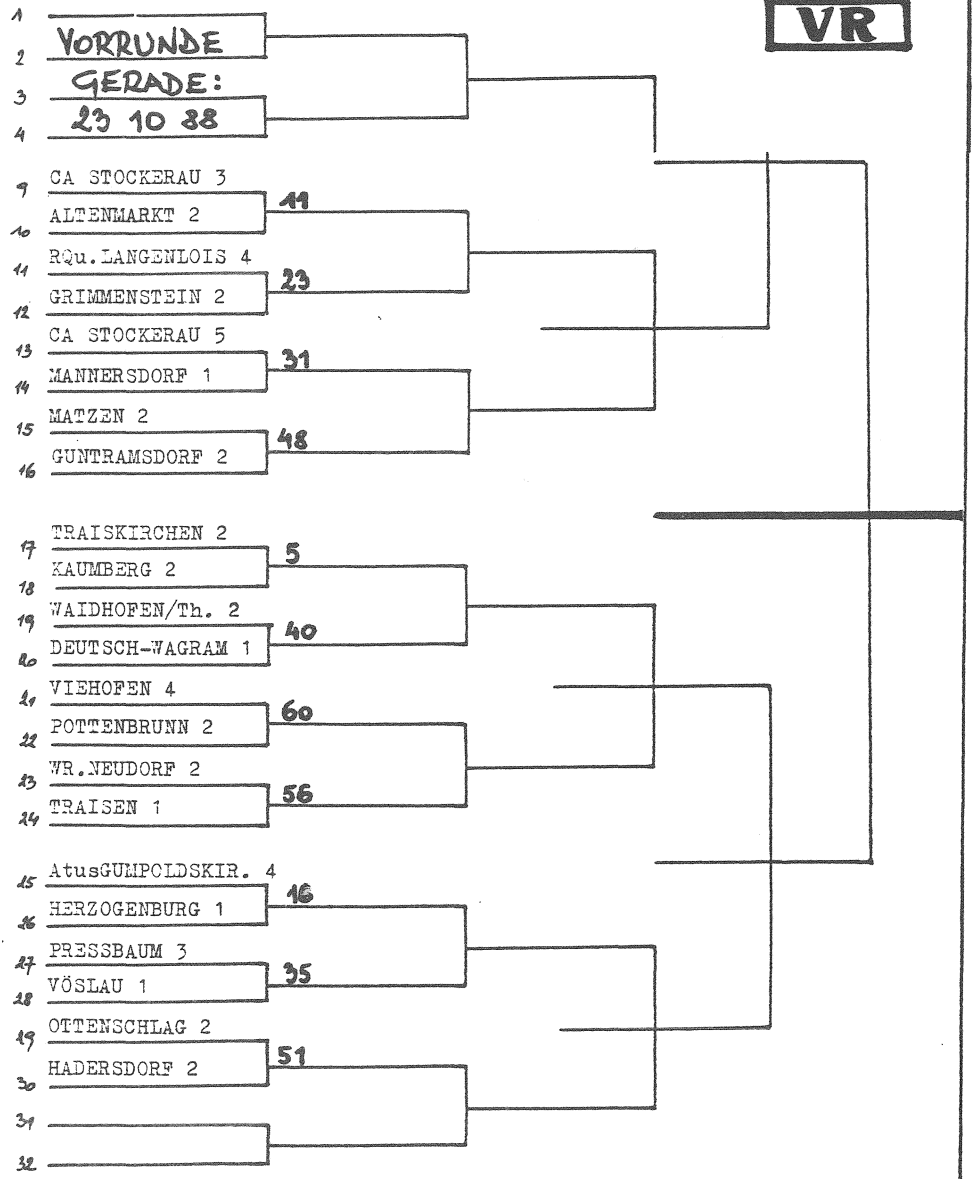 1
VR
VORRUNDE
2
GERADE:
3
23 10 88
4
CA STOCKERAU 3
9
11
ALTENMARKT 2
10
RQu.LANGENLOIS 4
11
23
GRIMMENSTEIN 2
12
CA STOCKERAU 5
13
31
MANNERSDORF 1
14
MATZEN 2
15
48
GUNTRAMSDORF 2
16
TRAISKIRCHEN 2
17
5
KAUMBERG 2
18
WAIDHOFEN/Th. 2
19
40
DEUTSCH-WAGRAM 1
20
VIEHOFEN 4
21
60
POTTENBRUNN 2
22
WR.NEUDORF 2
23
56
TRAISEN 1
24
AtusGUMPOLDSKIR. 4
25
16
HERZOGENBURG 1
26
PRESSBAUM 3
27
35
VÖSLAU 1
28
OTTENSCHLAG 2
29
51
HADERSDORF 2
30
31
32